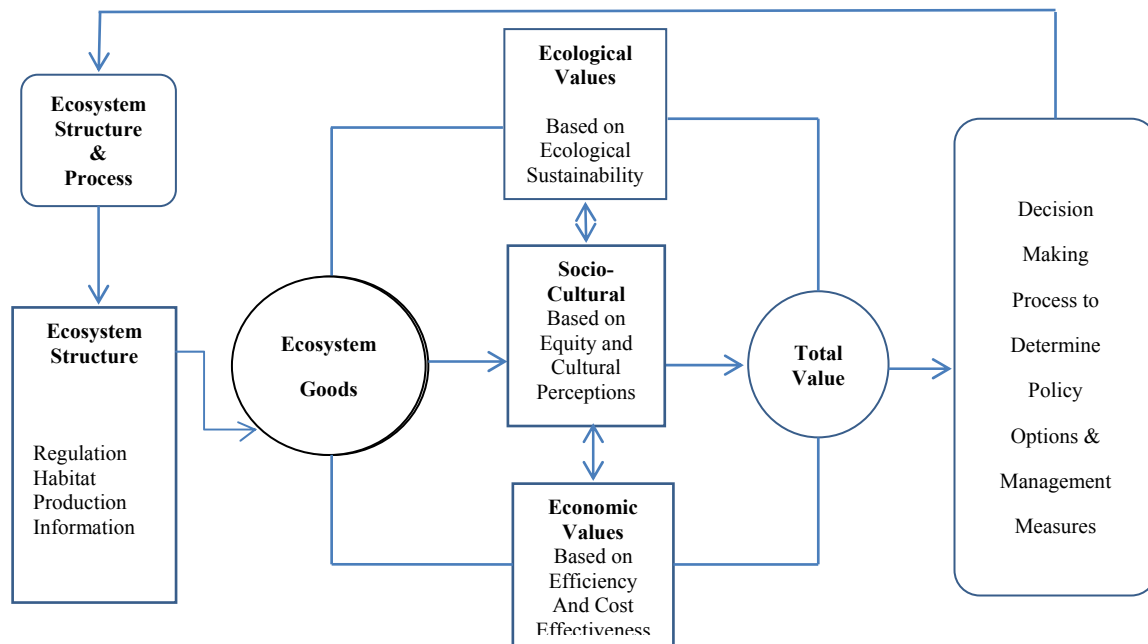 Ecosystem
Structure
&
Process
Ecosystem
Structure
Regulation
Habitat
Production
Information
Ecosystem
Goods
Ecological
Values
Based on
Ecological
Sustainability
Socio-
Cultural
Based on
Equity and
Cultural
Perceptions
Economic
Values
Based on
Efficiency
And Cost
Effectiveness
Total
Value
Decision
Making
Process to
Determine
Policy
Options &
Management
Measures